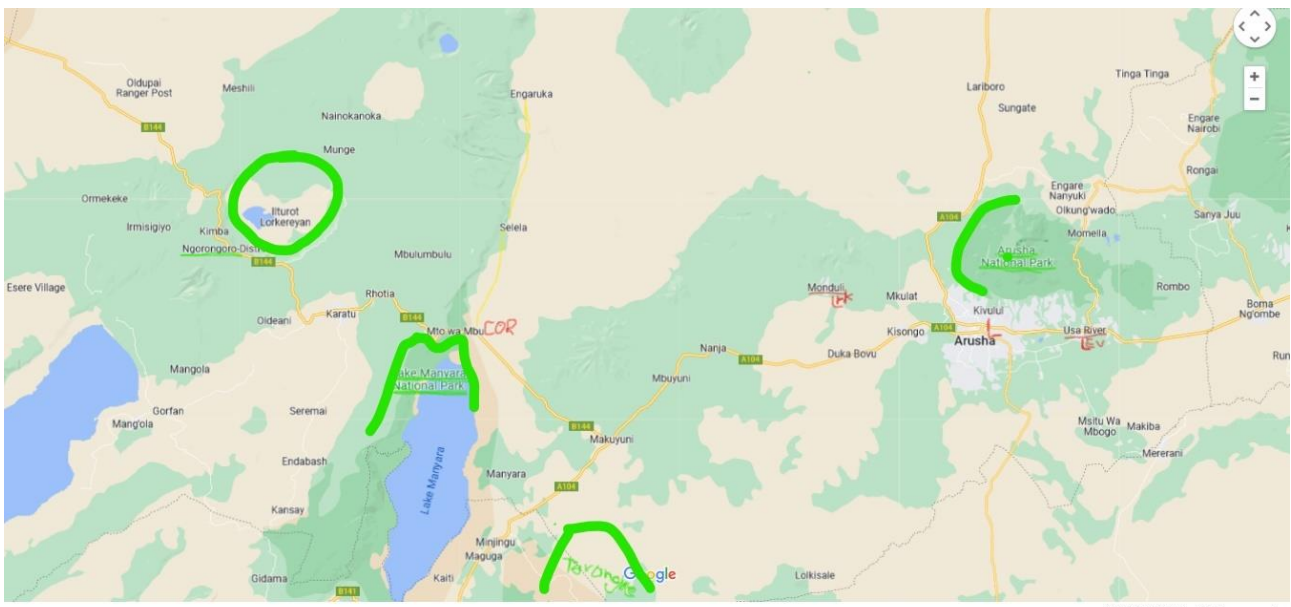 Tinga Tinga
Oldupai
Ranger Post
Meshili
Engaruka
Lariboro
Sungate
Nainokanoka
Engare
Nairobi
B144
Munge
Rongai
Ormekeke
Engare
Nanyuki
Olkung'wado
Ilturot
Lorkereyan
A104
Sanya Juu
Irmisigiyo
Kimba
Selela
Momella
Ngorongoro-Distr
Mbulumbulu
Arusha
National Park
B144
Esere Village
Rhotia
Monduli
Mkulat
Rombo
Karatu
Kivulul
Boma
Ng'ombe
Oldeani
B144
Mto wa Mbu
COR
Kisongo
A104
L
Usa River
EV
Arusha
Nanja
A104
Duka Bovu
Run
Mangola
Lake Manyara
National Park
Mbuyuni
Gorfan
Seremai
Mang'ola
B144
Msitu Wa
Mbogo
Makiba
Makuyuni
Mererani
Endabash
Lake Manyara
Manyara
A104
Kansay
Minjingu
Maguga
Gidama
Kaiti
Tarangire
Google
Loikisale
B141